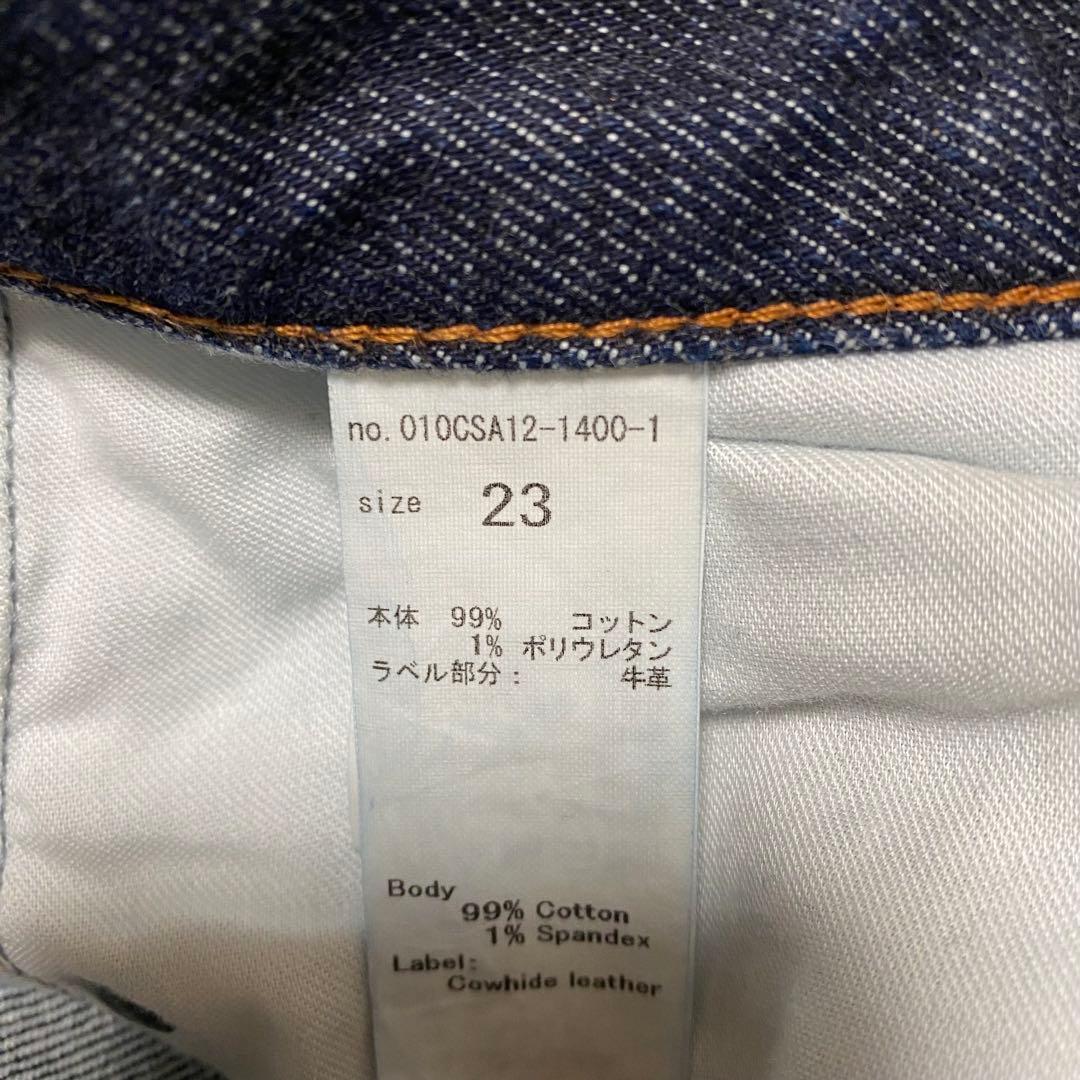 no. 010CSA12-1400-1
size 23
本体 99% コットン
1% ポリウレタン
ラベル部分: 牛革
Body
99% Cotton
1% Spandex
Label:
Cowhide leather